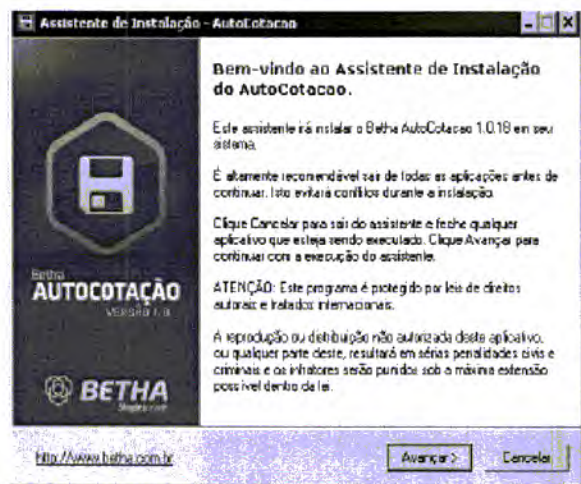 Assistente de Instalação - AutoCotacao
Bem-vindo ao Assistente de Instalação
do AutoCotacao.
Este assistente irá instalar o Betha AutoCotacao 1.0.18 em seu
sistema.
É altamente recomendável sair de todas as aplicações antes de
continuar. Isto evitará conflitos durante a instalação.
Clique Cancelar para sair do assistente e feche qualquer
aplicativo que esteja sendo executado. Clique Avançar para
continuar com a execução do assistente.
ATENÇÃO: Este programa é protegido por leis de direitos
autorais e tratados internacionais.
A reprodução ou distribuição não autorizada deste aplicativo,
ou qualquer parte deste, resultará em sérias penalidades civis e
criminais e os infratores serão punidos sob a máxima extensão
possível dentro da lei.
Betha
AUTOCOTAÇÃO
VERSÃO 1.0
BETHA
http://www.betha.com.br
Avançar >
Cancelar